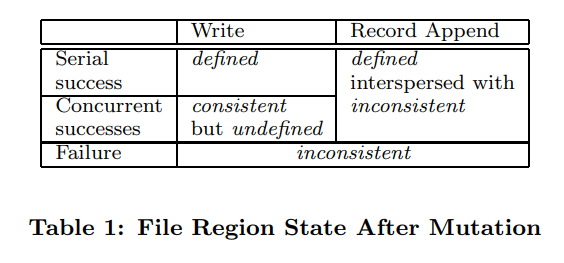 Write Record Append
Serial defined defined
success interspersed with
Concurrent consistent inconsistent
successes but undefined
Failure inconsistent
Table 1: File Region State After Mutation